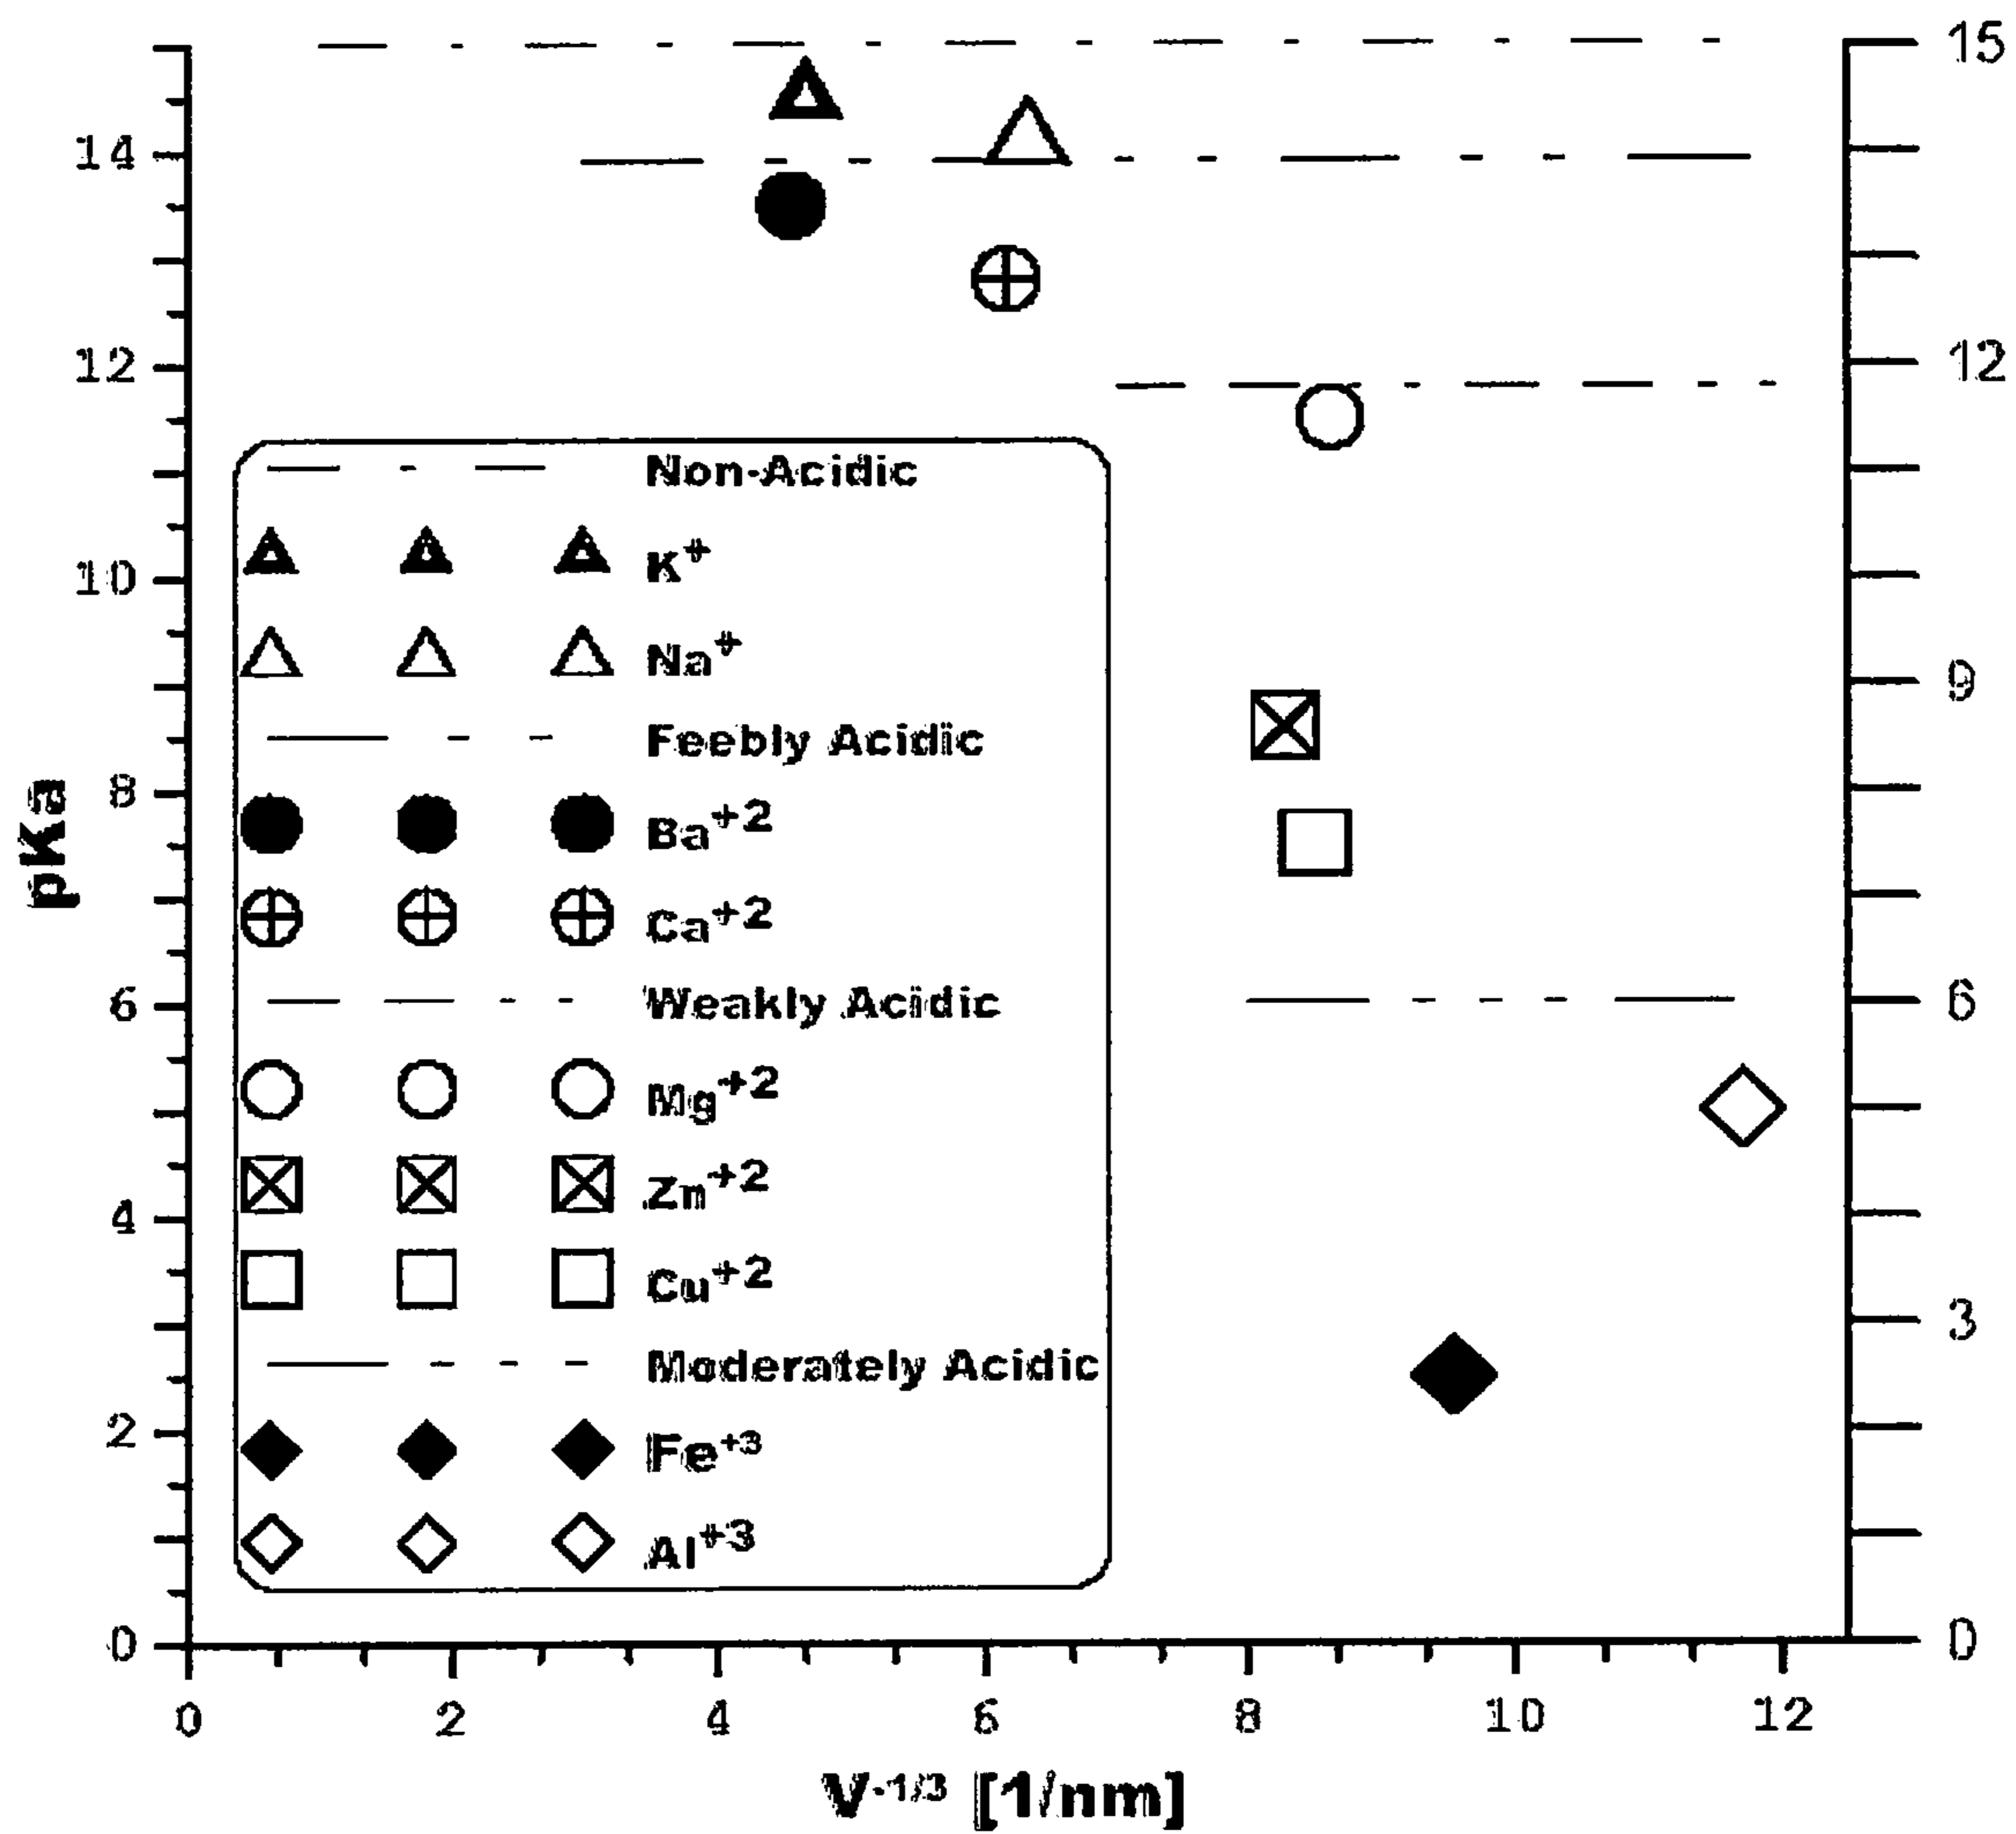 15
14
12
12
Non-Acidic
K+
10
Na+
9
Feebly Acidic
8
Ba+2
pKa
Ca+2
6
Weakly Acidic
6
Mg+2
Zn+2
4
Cu+2
3
Moderately Acidic
2
Fe+3
Al+3
0
0
0 2 4 6 8 10 12
V-1/3 [1/nm]